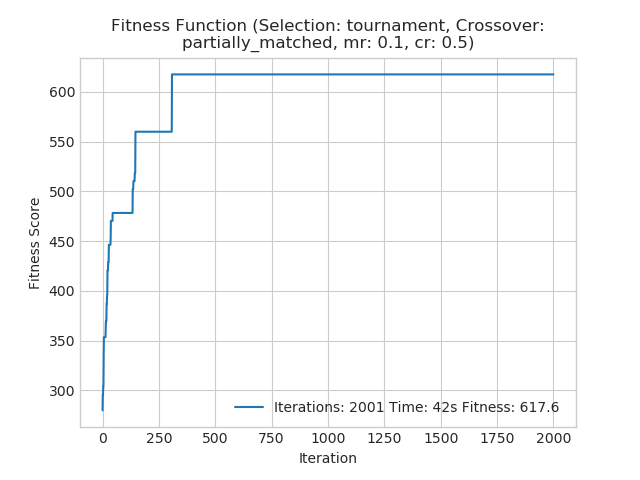 Fitness Function (Selection: tournament, Crossover:
partially_matched, mr: 0.1, cr: 0.5)
Fitness Score
600
550
500
450
400
350
300
Iterations: 2001 Time: 42s Fitness: 617.6
0 250 500 750 1000 1250 1500 1750 2000
Iteration